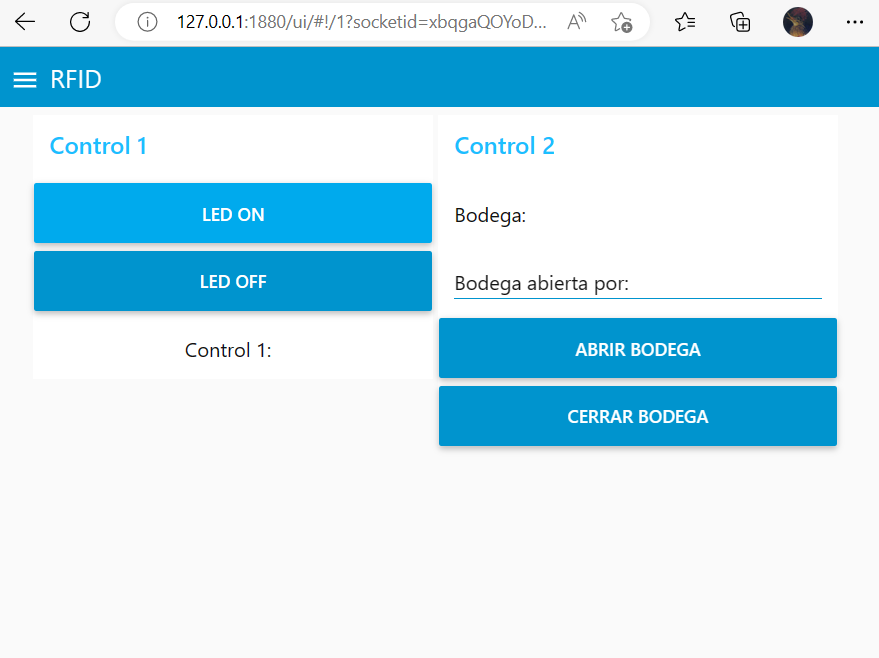 127.0.0.1:1880/ui/#!/1?socketid=xbqgaQOYoD...
RFID
Control 1
LED ON
LED OFF
Control 1:
Control 2
Bodega:
Bodega abierta por:
ABRIR BODEGA
CERRAR BODEGA